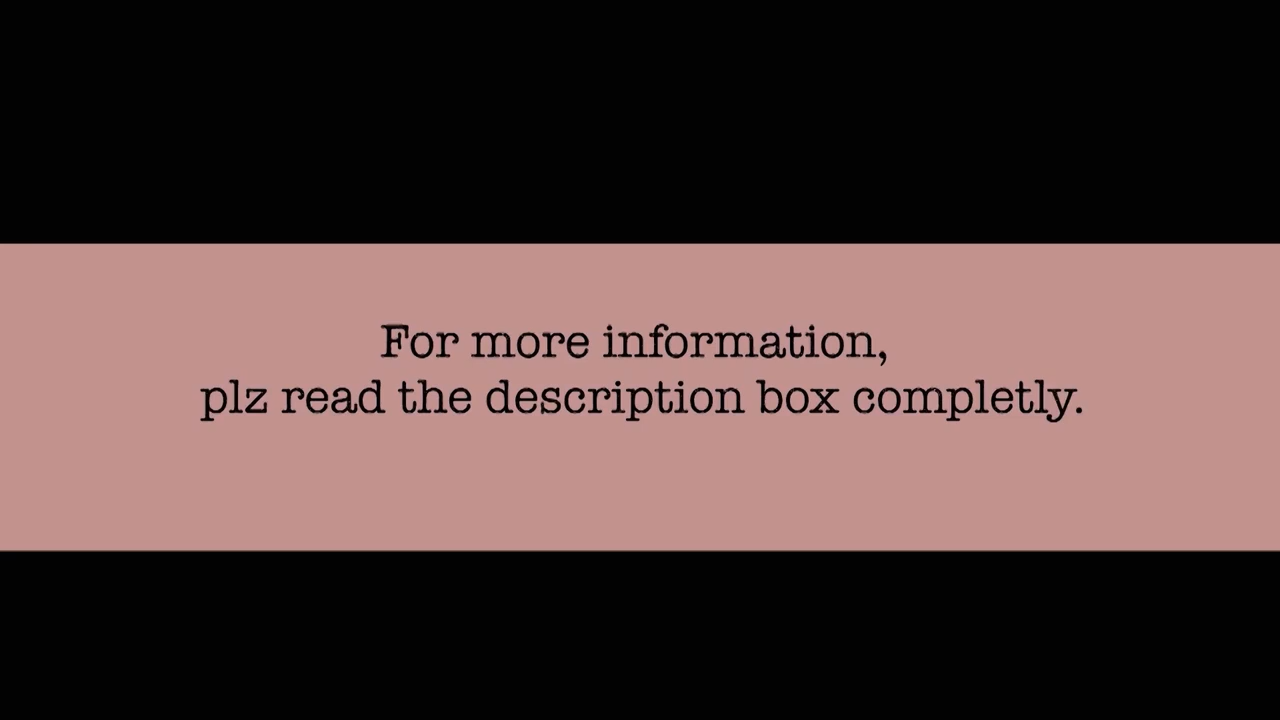 For more information,
plz read the description box completly.